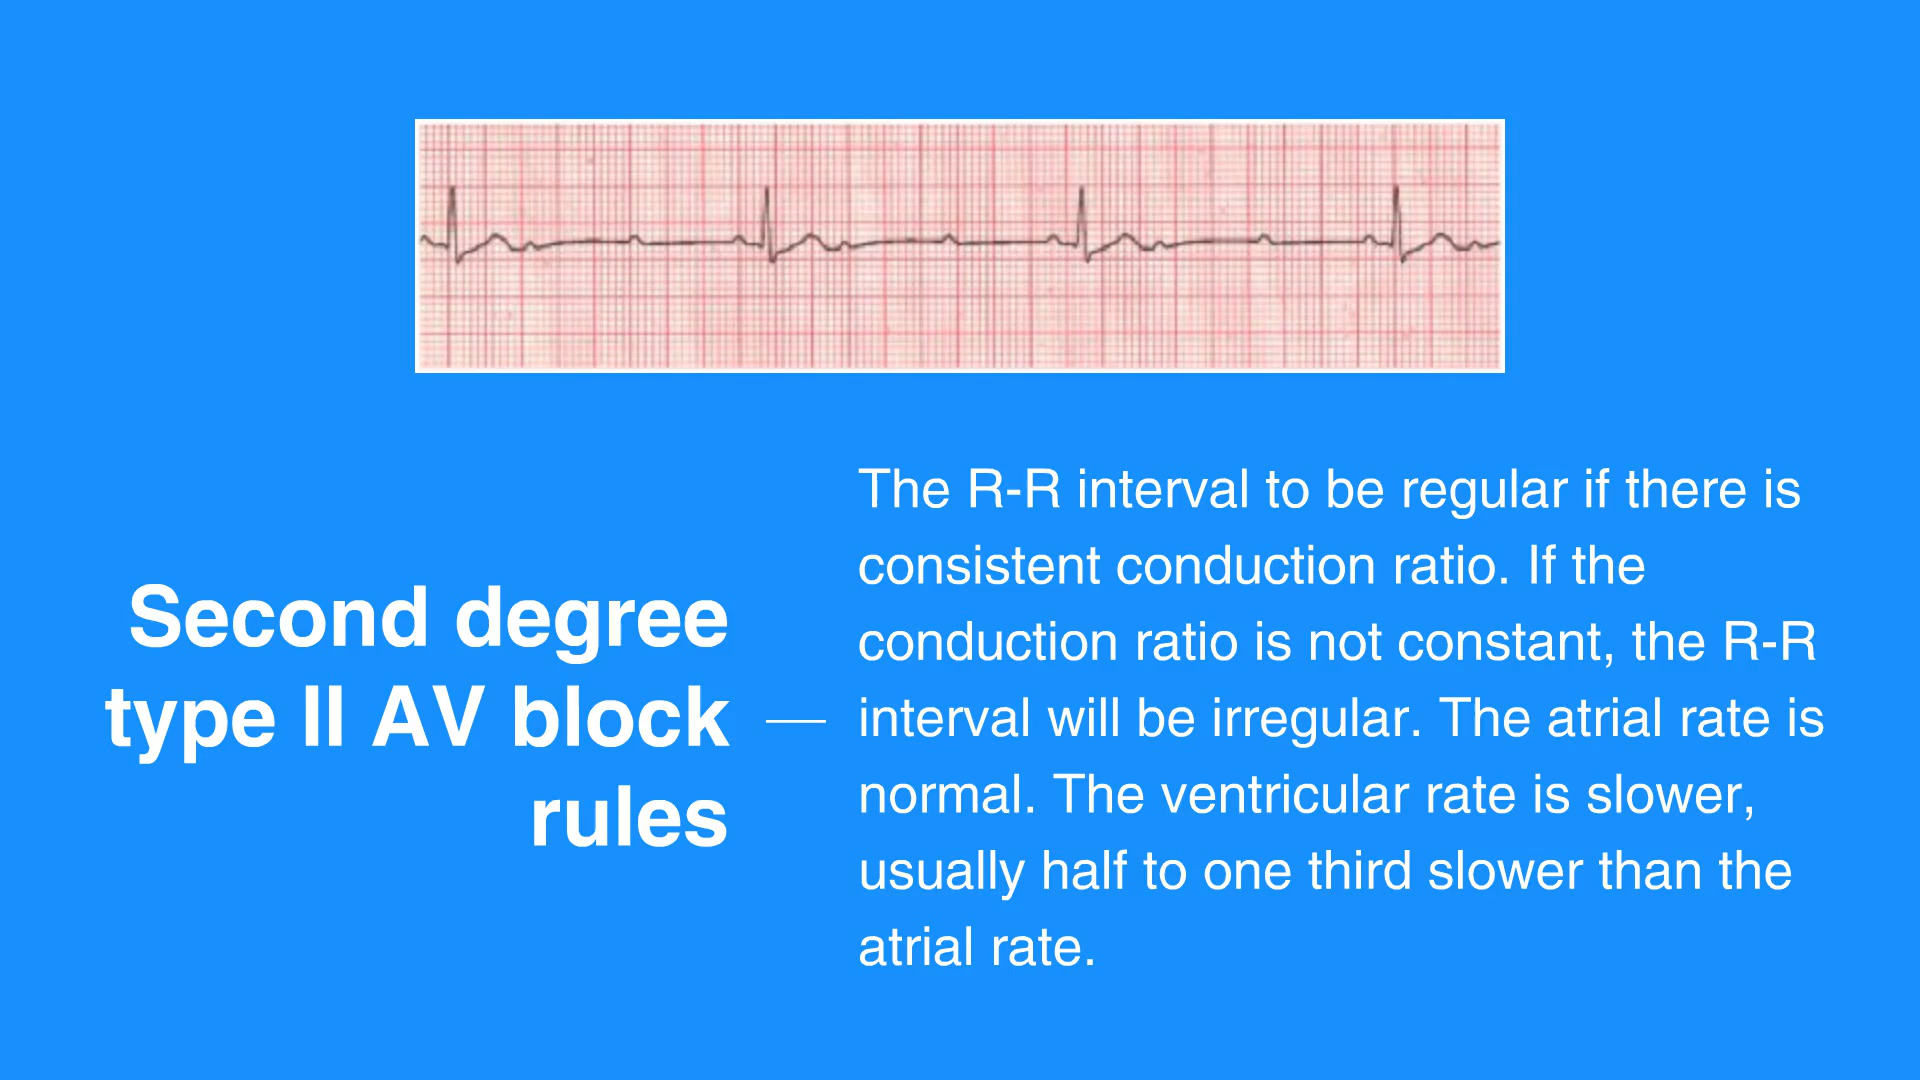 Second degree
type II AV block
rules
The R-R interval to be regular if there is
consistent conduction ratio. If the
conduction ratio is not constant, the R-R
interval will be irregular. The atrial rate is
normal. The ventricular rate is slower,
usually half to one third slower than the
atrial rate.